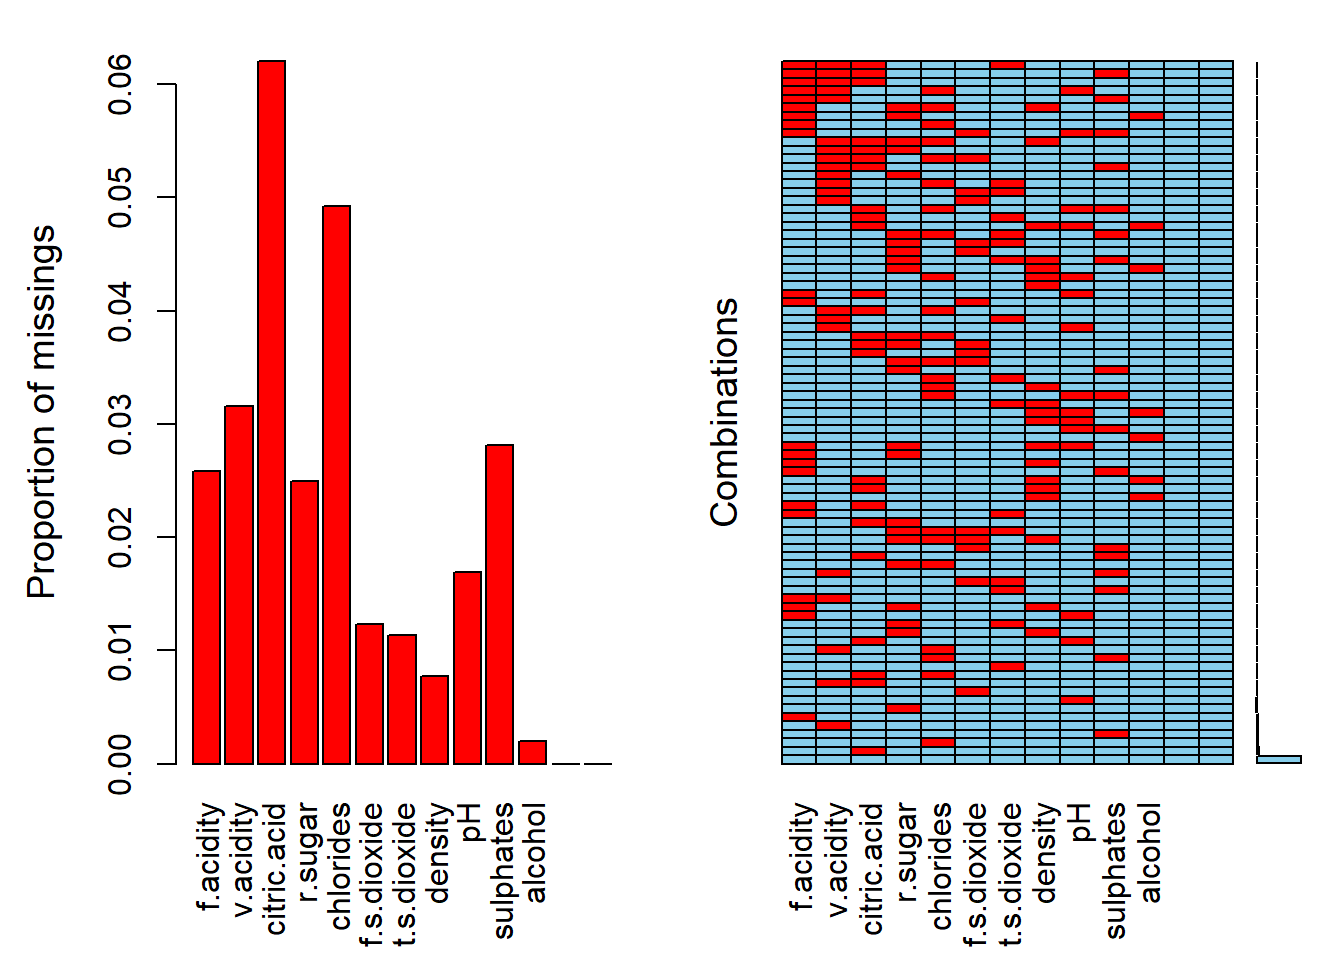 Proportion of missings
0.06
0.05
0.04
0.03
0.02
0.01
0.00
f.acidity
v.acidity
citric.acid
r.sugar
chlorides
f.s.dioxide
t.s.dioxide
density
pH
sulphates
alcohol
Combinations
f.acidity
v.acidity
citric.acid
r.sugar
chlorides
f.s.dioxide
t.s.dioxide
density
pH
sulphates
alcohol